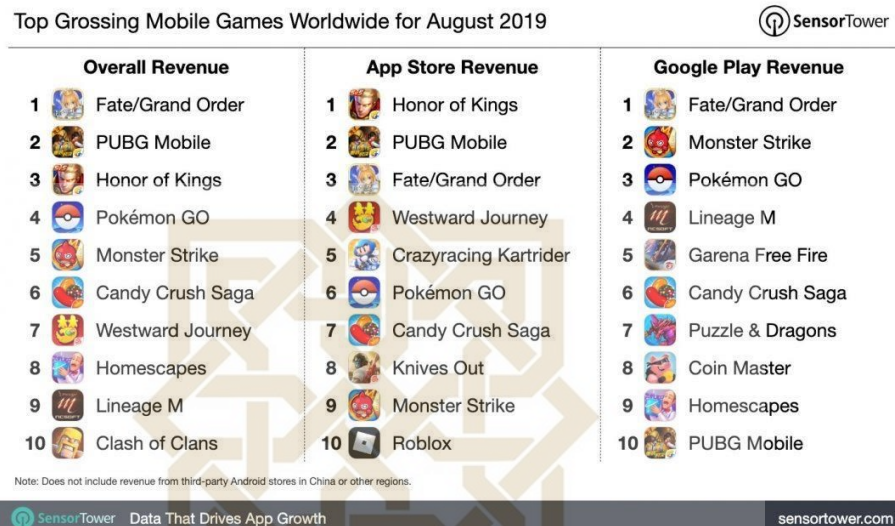 Top Grossing Mobile Games Worldwide for August 2019
SensorTower
Overall Revenue
1 Fate/Grand Order
2 PUBG Mobile
3 Honor of Kings
4 Pokémon GO
5 Monster Strike
6 Candy Crush Saga
7 Westward Journey
8 Homescapes
9 Lineage M
10 Clash of Clans
App Store Revenue
1 Honor of Kings
2 PUBG Mobile
3 Fate/Grand Order
4 Westward Journey
5 Crazyracing Kartrider
6 Pokémon GO
7 Candy Crush Saga
8 Knives Out
9 Monster Strike
10 Roblox
Google Play Revenue
1 Fate/Grand Order
2 Monster Strike
3 Pokémon GO
4 Lineage M
5 Garena Free Fire
6 Candy Crush Saga
7 Puzzle & Dragons
8 Coin Master
9 Homescapes
10 PUBG Mobile
Note: Does not include revenue from third-party Android stores in China or other regions.
SensorTower Data That Drives App Growth
sensortower.com